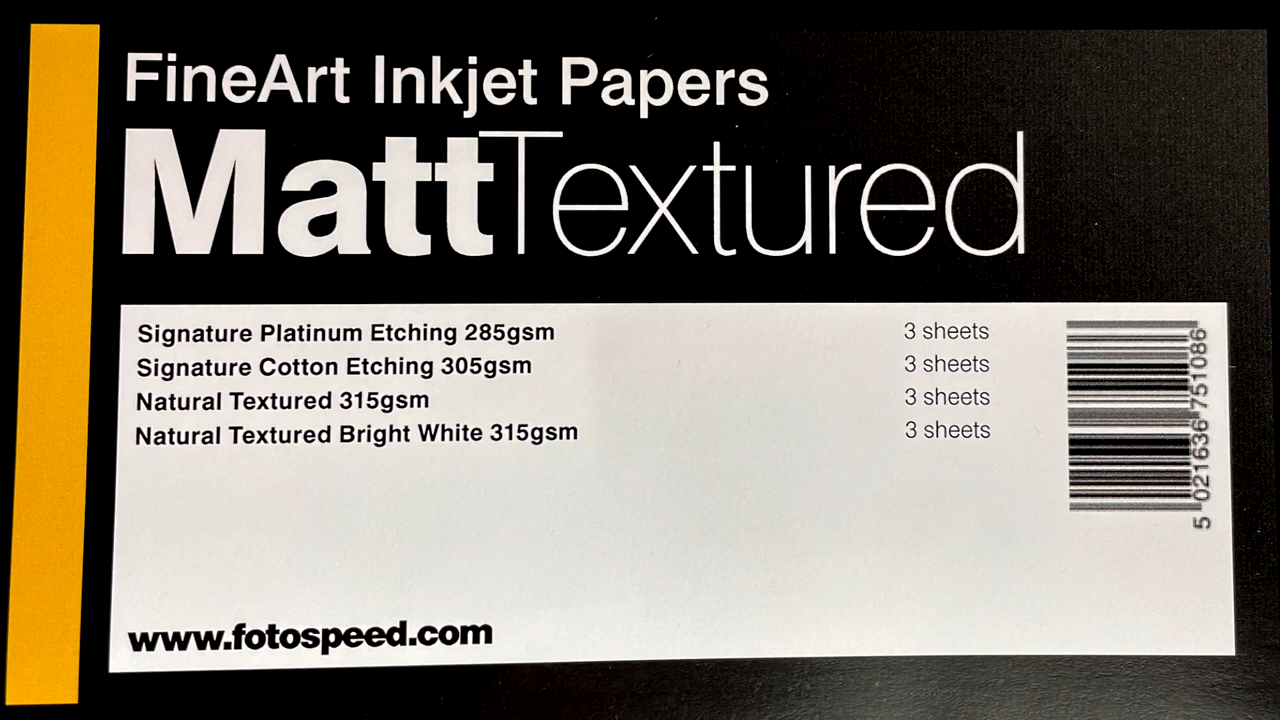 FineArt Inkjet Papers
MattTextured
Signature Platinum Etching 285gsm 3 sheets
Signature Cotton Etching 305gsm 3 sheets
Natural Textured 315gsm 3 sheets
Natural Textured Bright White 315gsm 3 sheets
5 021636 751086
www.fotospeed.com